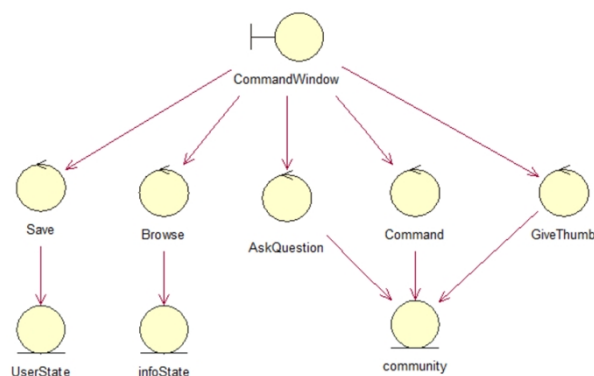 CommandWindow
Save
Browse
AskQuestion
Command
GiveThumb
UserState
infoState
community